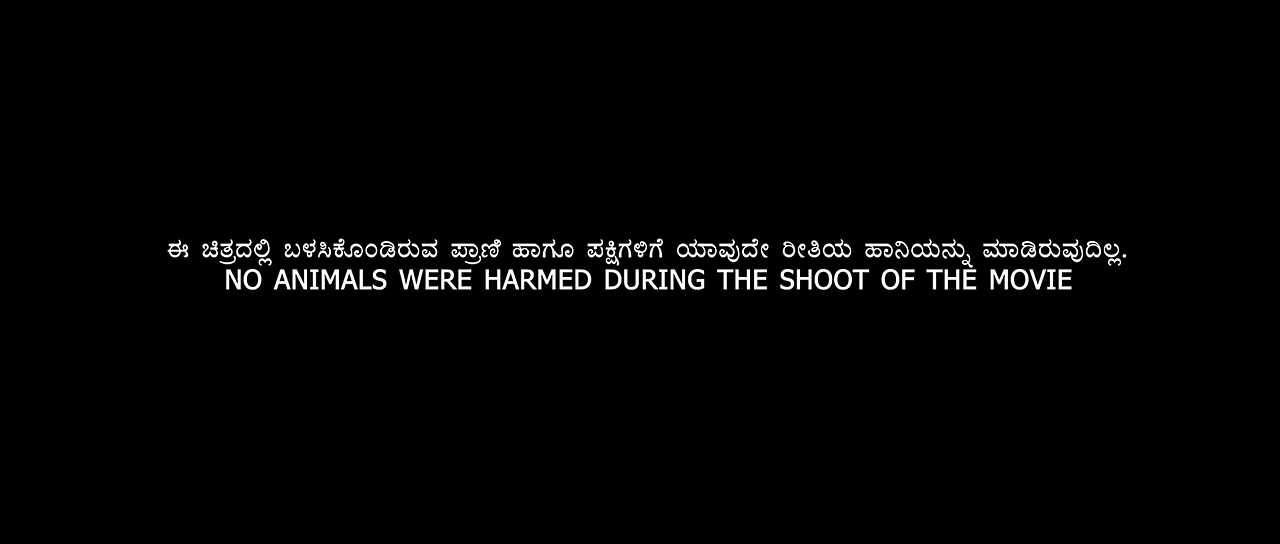 ಈ ಚಿತ್ರದಲ್ಲಿ ಬಳಸಿಕೊಂಡಿರುವ ಪ್ರಾಣಿ ಹಾಗೂ ಪಕ್ಷಿಗಳಿಗೆ ಯಾವುದೇ ರೀತಿಯ ಹಾನಿಯನ್ನು ಮಾಡಿರುವುದಿಲ್ಲ.
NO ANIMALS WERE HARMED DURING THE SHOOT OF THE MOVIE